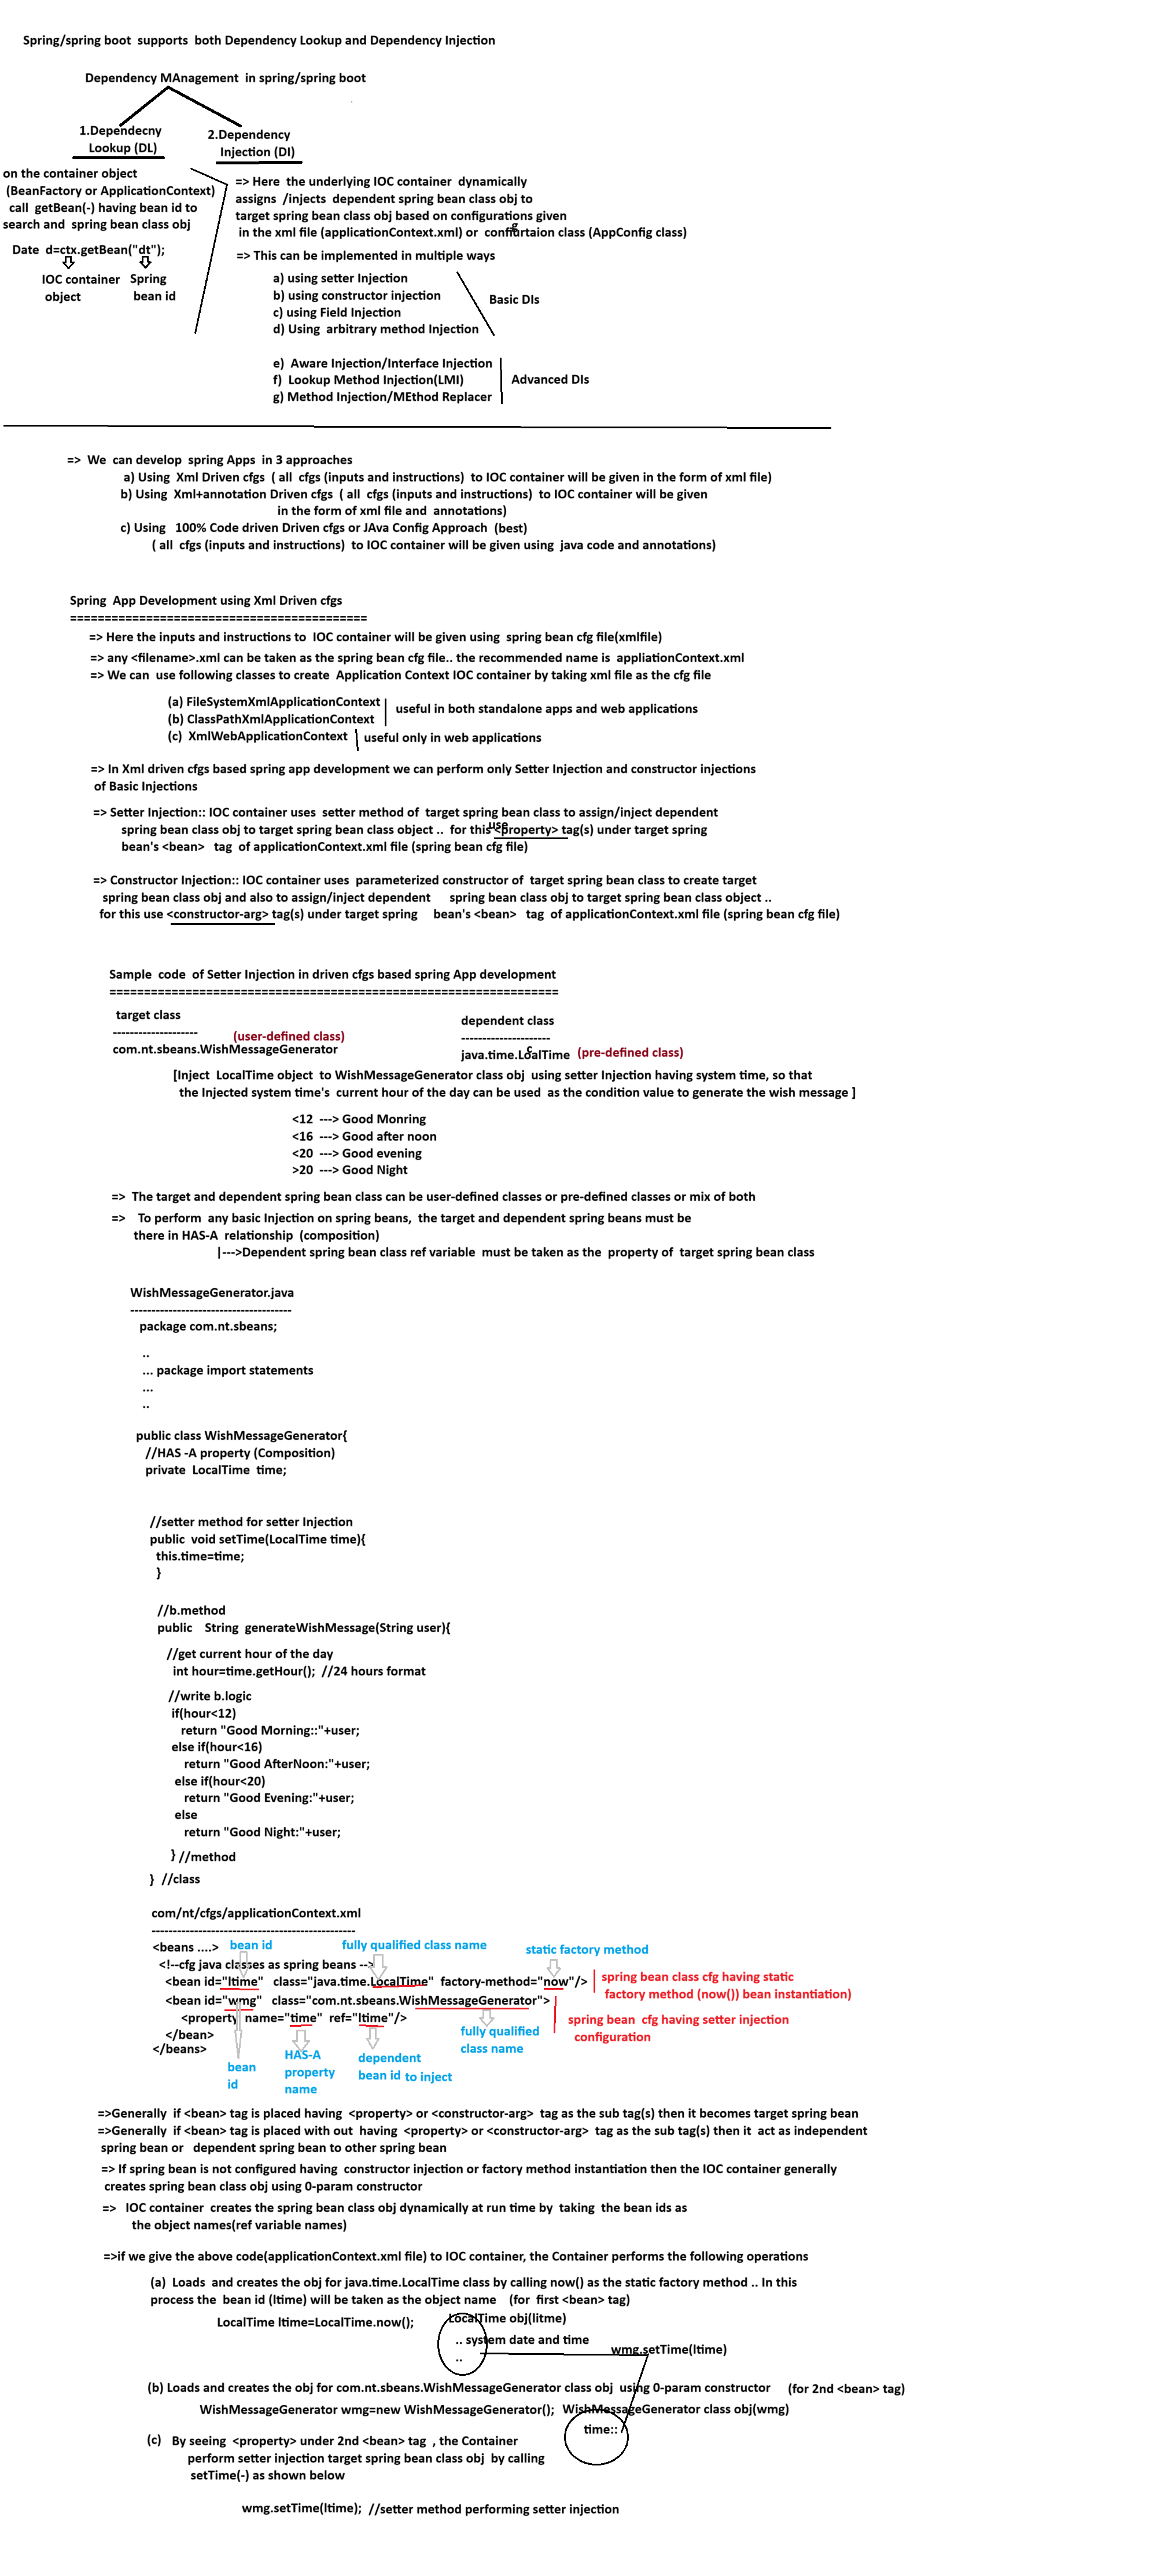 Spring/spring boot supports both Dependency Lookup and Dependency Injection
Dependency MAnagement in spring/spring boot
1.Dependecny
Lookup (DL)
2.Dependency
Injection (DI)
on the container object
(BeanFactory or ApplicationContext)
call getBean(-) having bean id to
search and spring bean class obj
Date d=ctx.getBean("dt");
IOC container
object
Spring
bean id
=> Here the underlying IOC container dynamically
assigns /injects dependent spring bean class obj to
target spring bean class obj based on configurations given
in the xml file (applicationContext.xml) or confiurtaion class (AppConfig class)
g
=> This can be implemented in multiple ways
a) using setter Injection
b) using constructor injection
c) using Field Injection
d) Using arbitrary method Injection
Basic DIs
e) Aware Injection/Interface Injection
f) Lookup Method Injection(LMI)
g) Method Injection/MEthod Replacer
Advanced DIs
=> We can develop spring Apps in 3 approaches
a) Using Xml Driven cfgs ( all cfgs (inputs and instructions) to IOC container will be given in the form of xml file)
b) Using Xml+annotation Driven cfgs ( all cfgs (inputs and instructions) to IOC container will be given
in the form of xml file and annotations)
c) Using 100% Code driven Driven cfgs or JAva Config Approach (best)
( all cfgs (inputs and instructions) to IOC container will be given using java code and annotations)
Spring App Development using Xml Driven cfgs
===========================================
=> Here the inputs and instructions to IOC container will be given using spring bean cfg file(xmlfile)
=> any <filename>.xml can be taken as the spring bean cfg file.. the recommended name is appliationContext.xml
=> We can use following classes to create Application Context IOC container by taking xml file as the cfg file
(a) FileSystemXmlApplicationContext
(b) ClassPathXmlApplicationContext
useful in both standalone apps and web applications
(c) XmlWebApplicationContext
useful only in web applications
=> In Xml driven cfgs based spring app development we can perform only Setter Injection and constructor injections
of Basic Injections
=> Setter Injection:: IOC container uses setter method of target spring bean class to assign/inject dependent
use
spring bean class obj to target spring bean class object .. for this <property> tag(s) under target spring
bean's <bean> tag of applicationContext.xml file (spring bean cfg file)
=> Constructor Injection:: IOC container uses parameterized constructor of target spring bean class to create target
spring bean class obj and also to assign/inject dependent spring bean class obj to target spring bean class object ..
for this use <constructor-arg> tag(s) under target spring bean's <bean> tag of applicationContext.xml file (spring bean cfg file)
Sample code of Setter Injection in driven cfgs based spring App development
=================================================================
target class
--------------------
(user-defined class)
com.nt.sbeans.WishMessageGenerator
dependent class
---------------------
c
java.time.LoalTime (pre-defined class)
[Inject LocalTime object to WishMessageGenerator class obj using setter Injection having system time, so that
the Injected system time's current hour of the day can be used as the condition value to generate the wish message ]
<12 ---> Good Monring
<16 ---> Good after noon
<20 ---> Good evening
>20 ---> Good Night
=> The target and dependent spring bean class can be user-defined classes or pre-defined classes or mix of both
=> To perform any basic Injection on spring beans, the target and dependent spring beans must be
there in HAS-A relationship (composition)
|--->Dependent spring bean class ref variable must be taken as the property of target spring bean class
WishMessageGenerator.java
--------------------------------------
package com.nt.sbeans;
..
... package import statements
...
..
public class WishMessageGenerator{
//HAS -A property (Composition)
private LocalTime time;
//setter method for setter Injection
public void setTime(LocalTime time){
this.time=time;
}
//b.method
public String generateWishMessage(String user){
//get current hour of the day
int hour=time.getHour(); //24 hours format
//write b.logic
if(hour<12)
return "Good Morning::"+user;
else if(hour<16)
return "Good AfterNoon:"+user;
else if(hour<20)
return "Good Evening:"+user;
else
return "Good Night:"+user;
} //method
} //class
com/nt/cfgs/applicationContext.xml
------------------------------------------------
<beans ....>
bean id
fully qualified class name
static factory method
<!--cfg java classes as spring beans -->
<bean id="ltime" class="java.time.LocalTime" factory-method="now"/>
spring bean class cfg having static
factory method (now()) bean instantiation)
<bean id="wmg" class="com.nt.sbeans.WishMessageGenerator">
<property name="time" ref="ltime"/>
</bean>
</beans>
spring bean cfg having setter injection
configuration
fully qualified
class name
bean
id
HAS-A
property
name
dependent
bean id to inject
=>Generally if <bean> tag is placed having <property> or <constructor-arg> tag as the sub tag(s) then it becomes target spring bean
=>Generally if <bean> tag is placed with out having <property> or <constructor-arg> tag as the sub tag(s) then it act as independent
spring bean or dependent spring bean to other spring bean
=> If spring bean is not configured having constructor injection or factory method instantiation then the IOC container generally
creates spring bean class obj using 0-param constructor
=> IOC container creates the spring bean class obj dynamically at run time by taking the bean ids as
the object names(ref variable names)
=>if we give the above code(applicationContext.xml file) to IOC container, the Container performs the following operations
(a) Loads and creates the obj for java.time.LocalTime class by calling now() as the static factory method .. In this
process the bean id (ltime) will be taken as the object name (for first <bean> tag)
LocalTime ltime=LocalTime.now();
LocalTime obj(litme)
.. system date and time
..
wmg.setTime(ltime)
(b) Loads and creates the obj for com.nt.sbeans.WishMessageGenerator class obj using 0-param constructor (for 2nd <bean> tag)
WishMessageGenerator wmg=new WishMessageGenerator();
WishMessageGenerator class obj(wmg)
time::
(c) By seeing <property> under 2nd <bean> tag , the Container
perform setter injection target spring bean class obj by calling
setTime(-) as shown below
wmg.setTime(ltime); //setter method performing setter injection